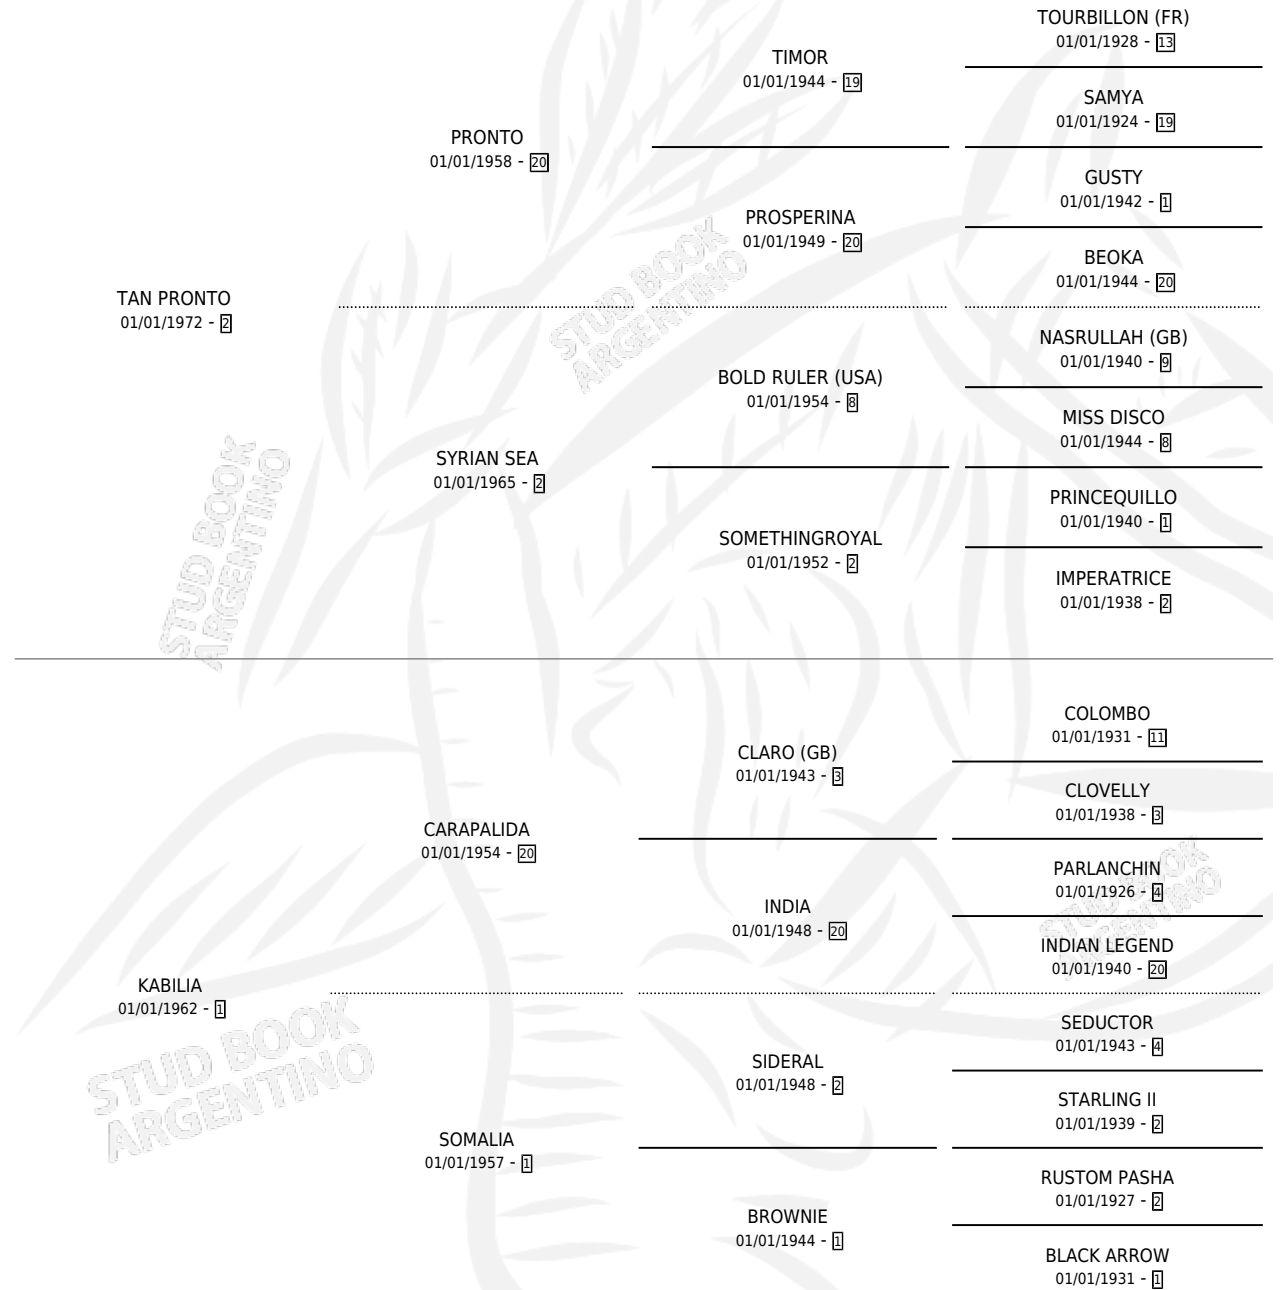 TOURBILLON (FR)
01/01/1928 - 13
TIMOR
01/01/1944 - 19
SAMYA
01/01/1924 - 19
PRONTO
01/01/1958 - 20
GUSTY
01/01/1942 - 1
PROSPERINA
01/01/1949 - 20
BEOKA
01/01/1944 - 20
TAN PRONTO
01/01/1972 - 2
STUD BOOK
ARGENTINO
NASRULLAH (GB)
01/01/1940 - 9
BOLD RULER (USA)
01/01/1954 - 8
MISS DISCO
01/01/1944 - 8
SYRIAN SEA
01/01/1965 - 2
PRINCEQUILLO
01/01/1940 - 1
SOMETHINGROYAL
01/01/1952 - 2
IMPERATRICE
01/01/1938 - 2
STUD BOOK
ARGENTINO
COLOMBO
01/01/1931 - 11
CLARO (GB)
01/01/1943 - 3
CLOVELLY
01/01/1938 - 3
CARAPALIDA
01/01/1954 - 20
PARLANCHIN
01/01/1926 - 4
INDIA
01/01/1948 - 20
INDIAN LEGEND
01/01/1940 - 20
STUD BOOK
ARGENTINO
KABILIA
01/01/1962 - 1
SEDUCTOR
01/01/1943 - 4
SIDERAL
01/01/1948 - 2
STARLING II
01/01/1939 - 2
STUD BOOK
ARGENTINO
SOMALIA
01/01/1957 - 1
RUSTOM PASHA
01/01/1927 - 2
BROWNIE
01/01/1944 - 1
BLACK ARROW
01/01/1931 - 1